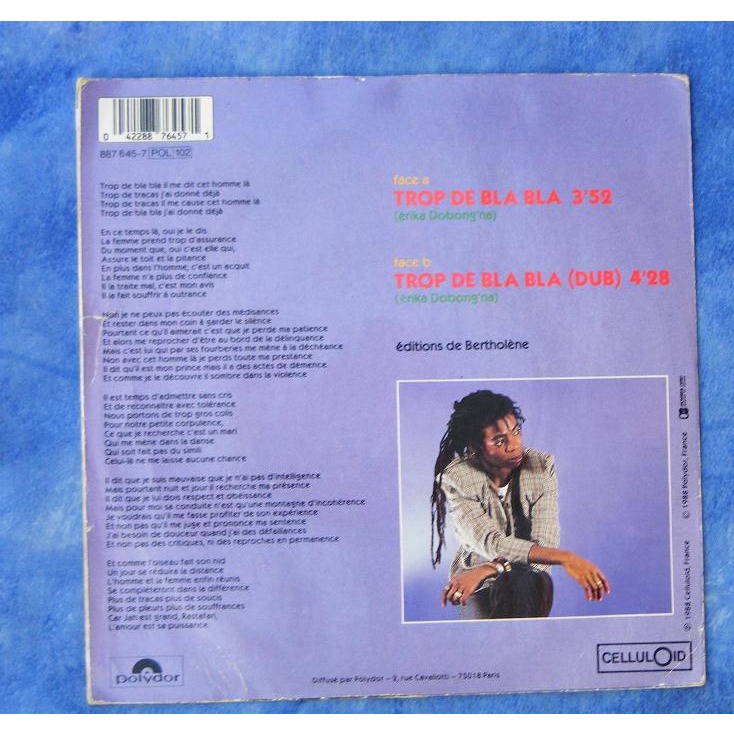 0 42288 76457 1
887 645-7 POL 102
Trop de bla bla il me dit cet homme là
Trop de tracas j'ai donné déjà
Trop de tracas il me cause cet homme là
Trop de bla bla j'ai donné déjà
En ce temps là, oui je le dis
La femme prend trop d'assurance
Du moment que, oui c'est elle qui,
Assure le toit et la pitance
En plus dans l'homme, c'est un acquit
La femme n'a plus de confiance
Il la traite mal, c'est mon avis
Il la fait souffrir à outrance
Non je ne peux pas écouter des médisances
Et rester dans mon coin à garder le silence
Pourtant ce qu'il aimerait c'est que je perde ma patience
Et alors me reprocher d'être au bord de la délinquance
Mais c'est lui qui par ses fourberies me mène à la déchéance
Non avec cet homme là je perds toute ma prestance
Il dit qu'il est mon prince mais il a des actes de démence
Et comme je le découvre il sombre dans la violence
Il est temps d'admettre sans cris
Et de reconnaître avec tolérance
Nous portons de trop gros colis
Pour notre petite corpulence,
Ce que je recherche c'est un mari
Qui me mène dans la danse
Qui soit fait pas du simili
Celui-là ne me laisse aucune chance
Il dit que je suis mauvaise que je n'ai pas d'intelligence
Mais pourtant nuit et jour il recherche ma présence
Il dit que je lui dois respect et obéissance
Mais pour moi sa conduite n'est qu'une montagne d'incohérence
Je voudrais qu'il me fasse profiter de son expérience
Et non pas qu'il me juge et prononce ma sentence
J'ai besoin de douceur quand j'ai des défaillances
Et non pas des critiques, ni des reproches en permanence
Et comme l'oiseau fait son nid
Un jour se réduira la distance
L'homme et la femme enfin réunis
Se compléteront dans la différence
Plus de tracas plus de soucis
Plus de pleurs plus de souffrances
Car Jah est grand, Rastafari,
L'amour est sa puissance.
face a
TROP DE BLA BLA 3'52
(érika Dobong'na)
face b
TROP DE BLA BLA (DUB) 4'28
(érika Dobong'na)
éditions de Bertholène
℗ 1988 Celluloid, France © 1988 Polydor, France
polydor
Diffusé par Polydor – 2, rue Cavallotti – 75018 Paris
CELLULOID